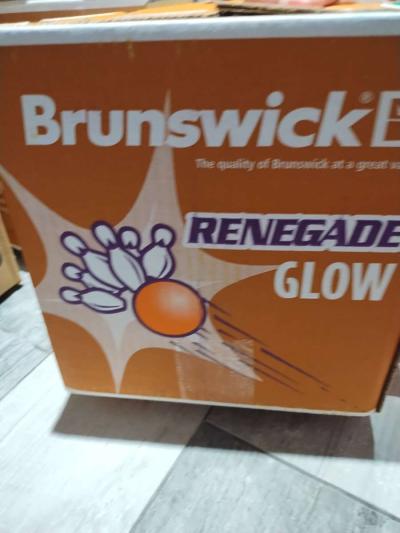 Brunswick®
The quality of Brunswick at a great
RENEGADE
GLOW